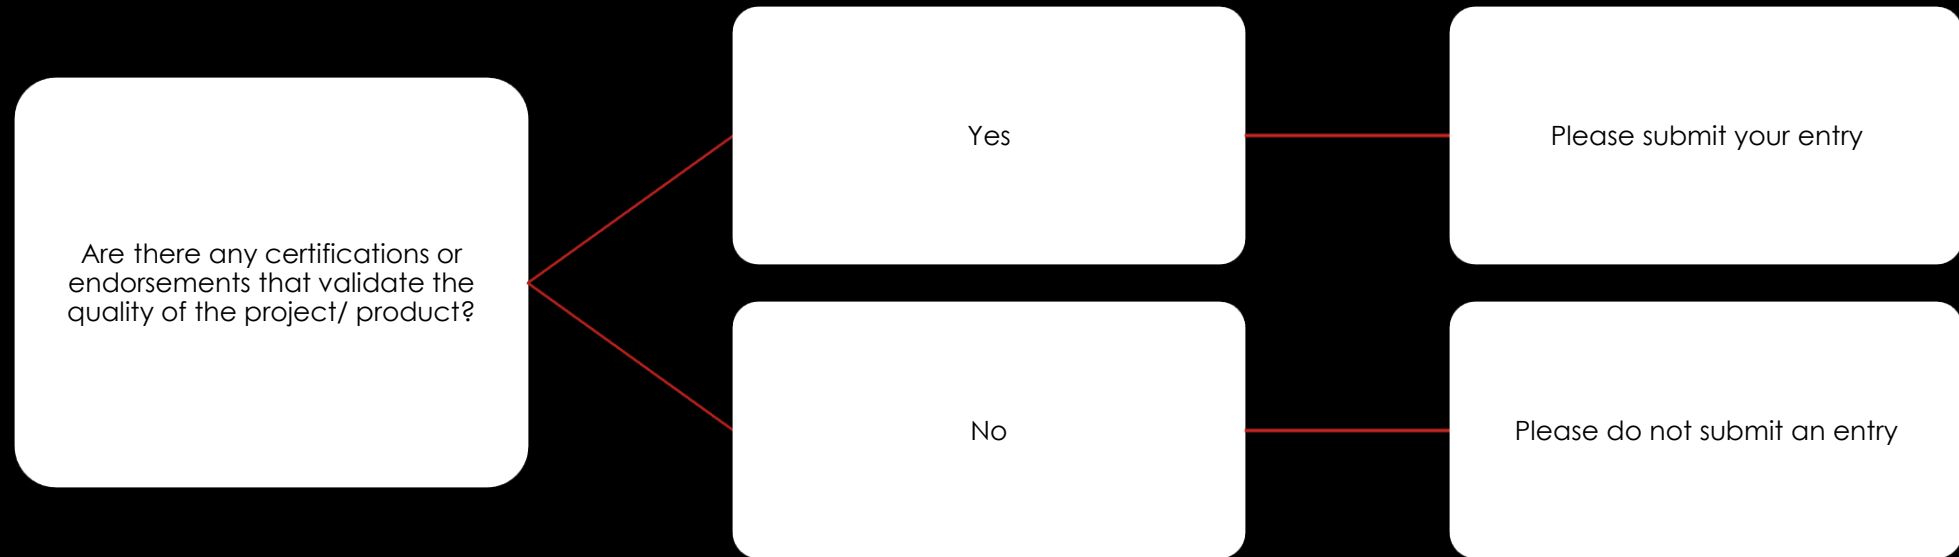 Are there any certifications or
endorsements that validate the
quality of the project/ product?
Yes
Please submit your entry
No
Please do not submit an entry